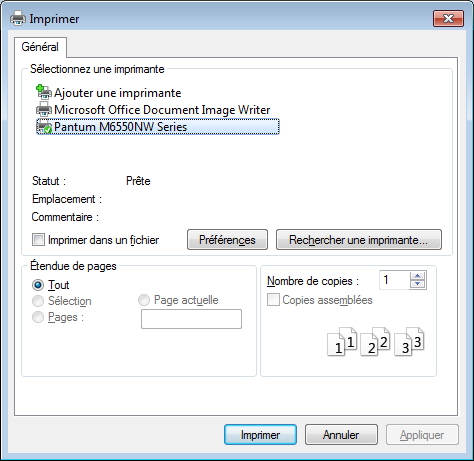 Imprimer
Général
Sélectionnez une imprimante
Ajouter une imprimante
Microsoft Office Document Image Writer
Pantum M6550NW Series
Statut : Prête
Emplacement :
Commentaire :
Imprimer dans un fichier Préférences Rechercher une imprimante...
Étendue de pages
Tout
Sélection Page actuelle
Pages :
Nombre de copies : 1
Copies assemblées
1 1 2 2 3 3
Imprimer Annuler Appliquer